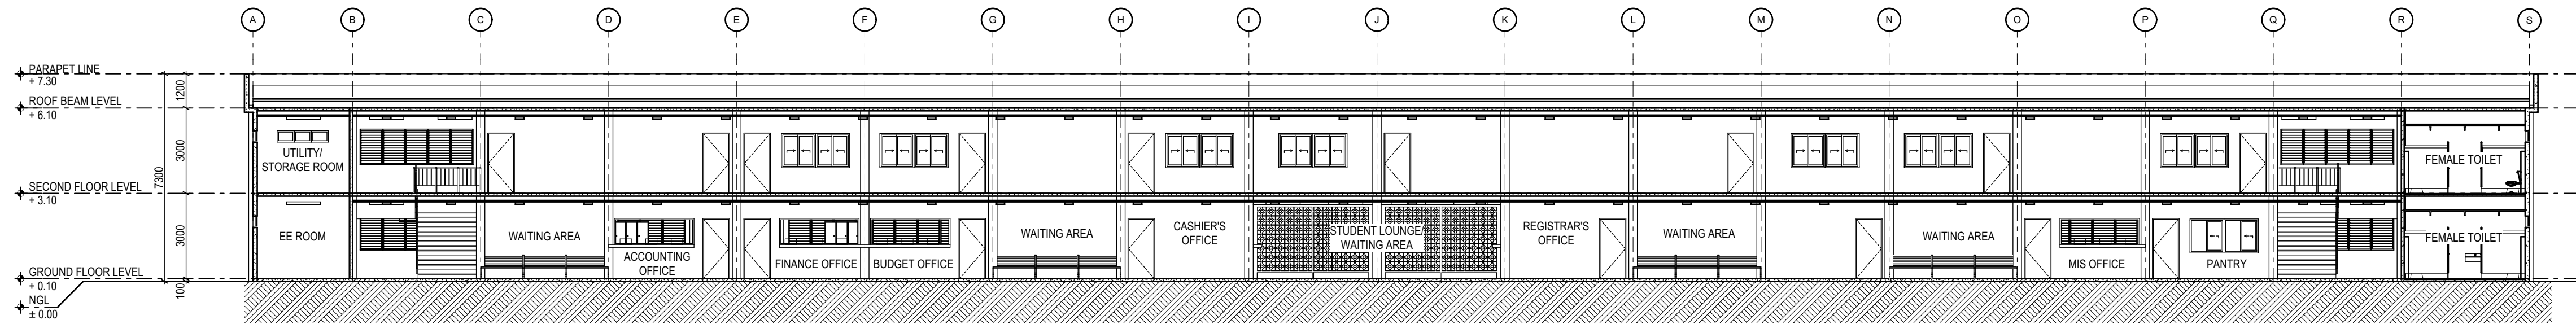 A B C D E F G H I J K L M N O P Q R S
PARAPET LINE
+ 7.30
ROOF BEAM LEVEL
+ 6.10
SECOND FLOOR LEVEL
+ 3.10
GROUND FLOOR LEVEL
+ 0.10
NGL
± 0.00
7300
1200
3000
3000
100
UTILITY/
STORAGE ROOM
FEMALE TOILET
EE ROOM
WAITING AREA
ACCOUNTING
OFFICE
FINANCE OFFICE
BUDGET OFFICE
WAITING AREA
CASHIER'S
OFFICE
STUDENT LOUNGE/
WAITING AREA
REGISTRAR'S
OFFICE
WAITING AREA
WAITING AREA
MIS OFFICE
PANTRY
FEMALE TOILET